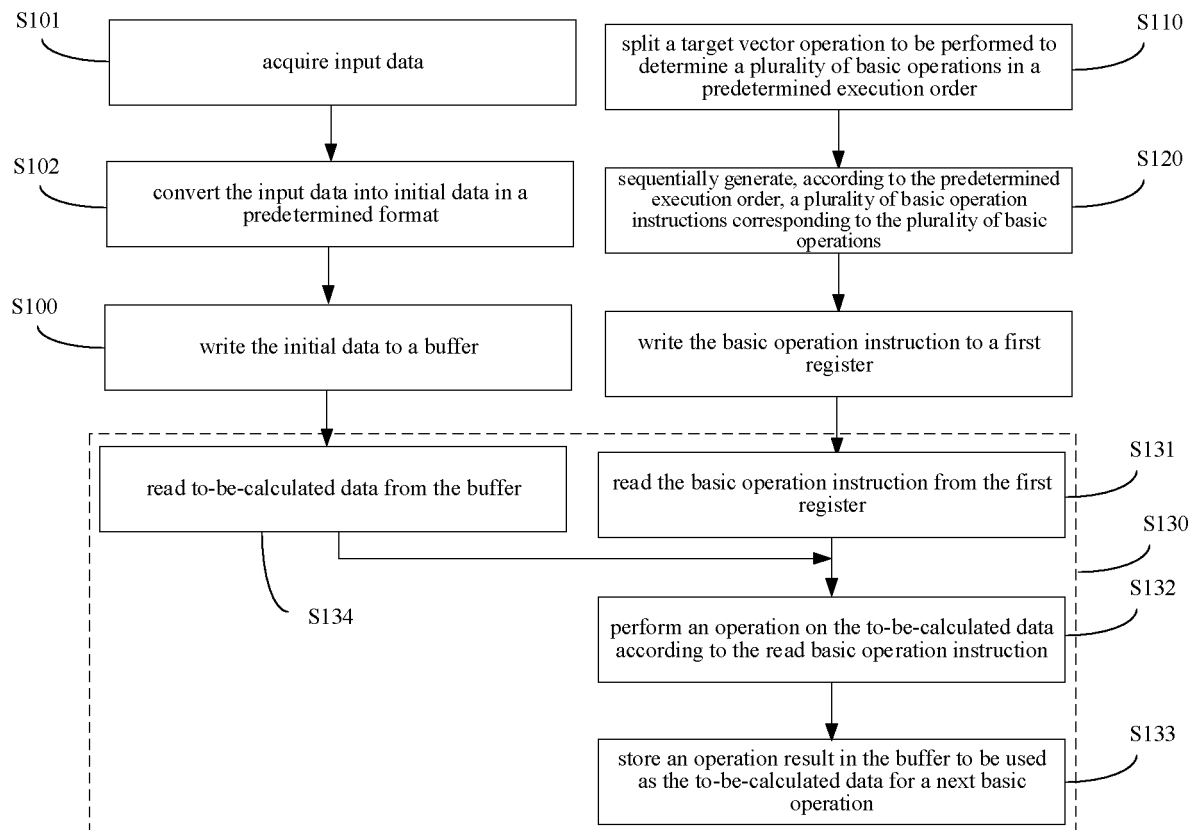 S101
acquire input data
S102
convert the input data into initial data in a
predetermined format
S100
write the initial data to a buffer
read to-be-calculated data from the buffer
S134
S110
split a target vector operation to be performed to
determine a plurality of basic operations in a
predetermined execution order
S120
sequentially generate, according to the predetermined
execution order, a plurality of basic operation
instructions corresponding to the plurality of basic
operations
write the basic operation instruction to a first
register
S131
read the basic operation instruction from the first
register
S130
S132
perform an operation on the to-be-calculated data
according to the read basic operation instruction
S133
store an operation result in the buffer to be used
as the to-be-calculated data for a next basic
operation